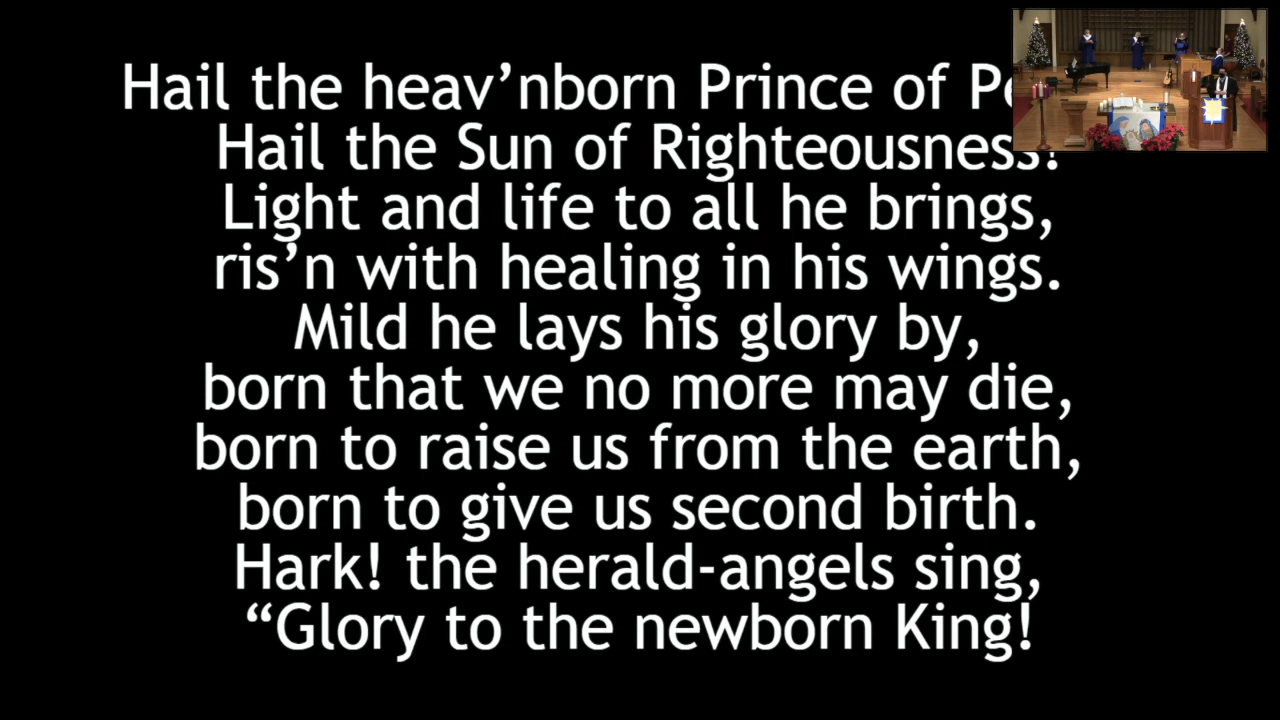 Hail the heav’nborn Prince of
Hail the Sun of Righteousness!
Light and life to all he brings,
ris’n with healing in his wings.
Mild he lays his glory by,
born that we no more may die,
born to raise us from the earth,
born to give us second birth.
Hark! the herald-angels sing,
“Glory to the newborn King!